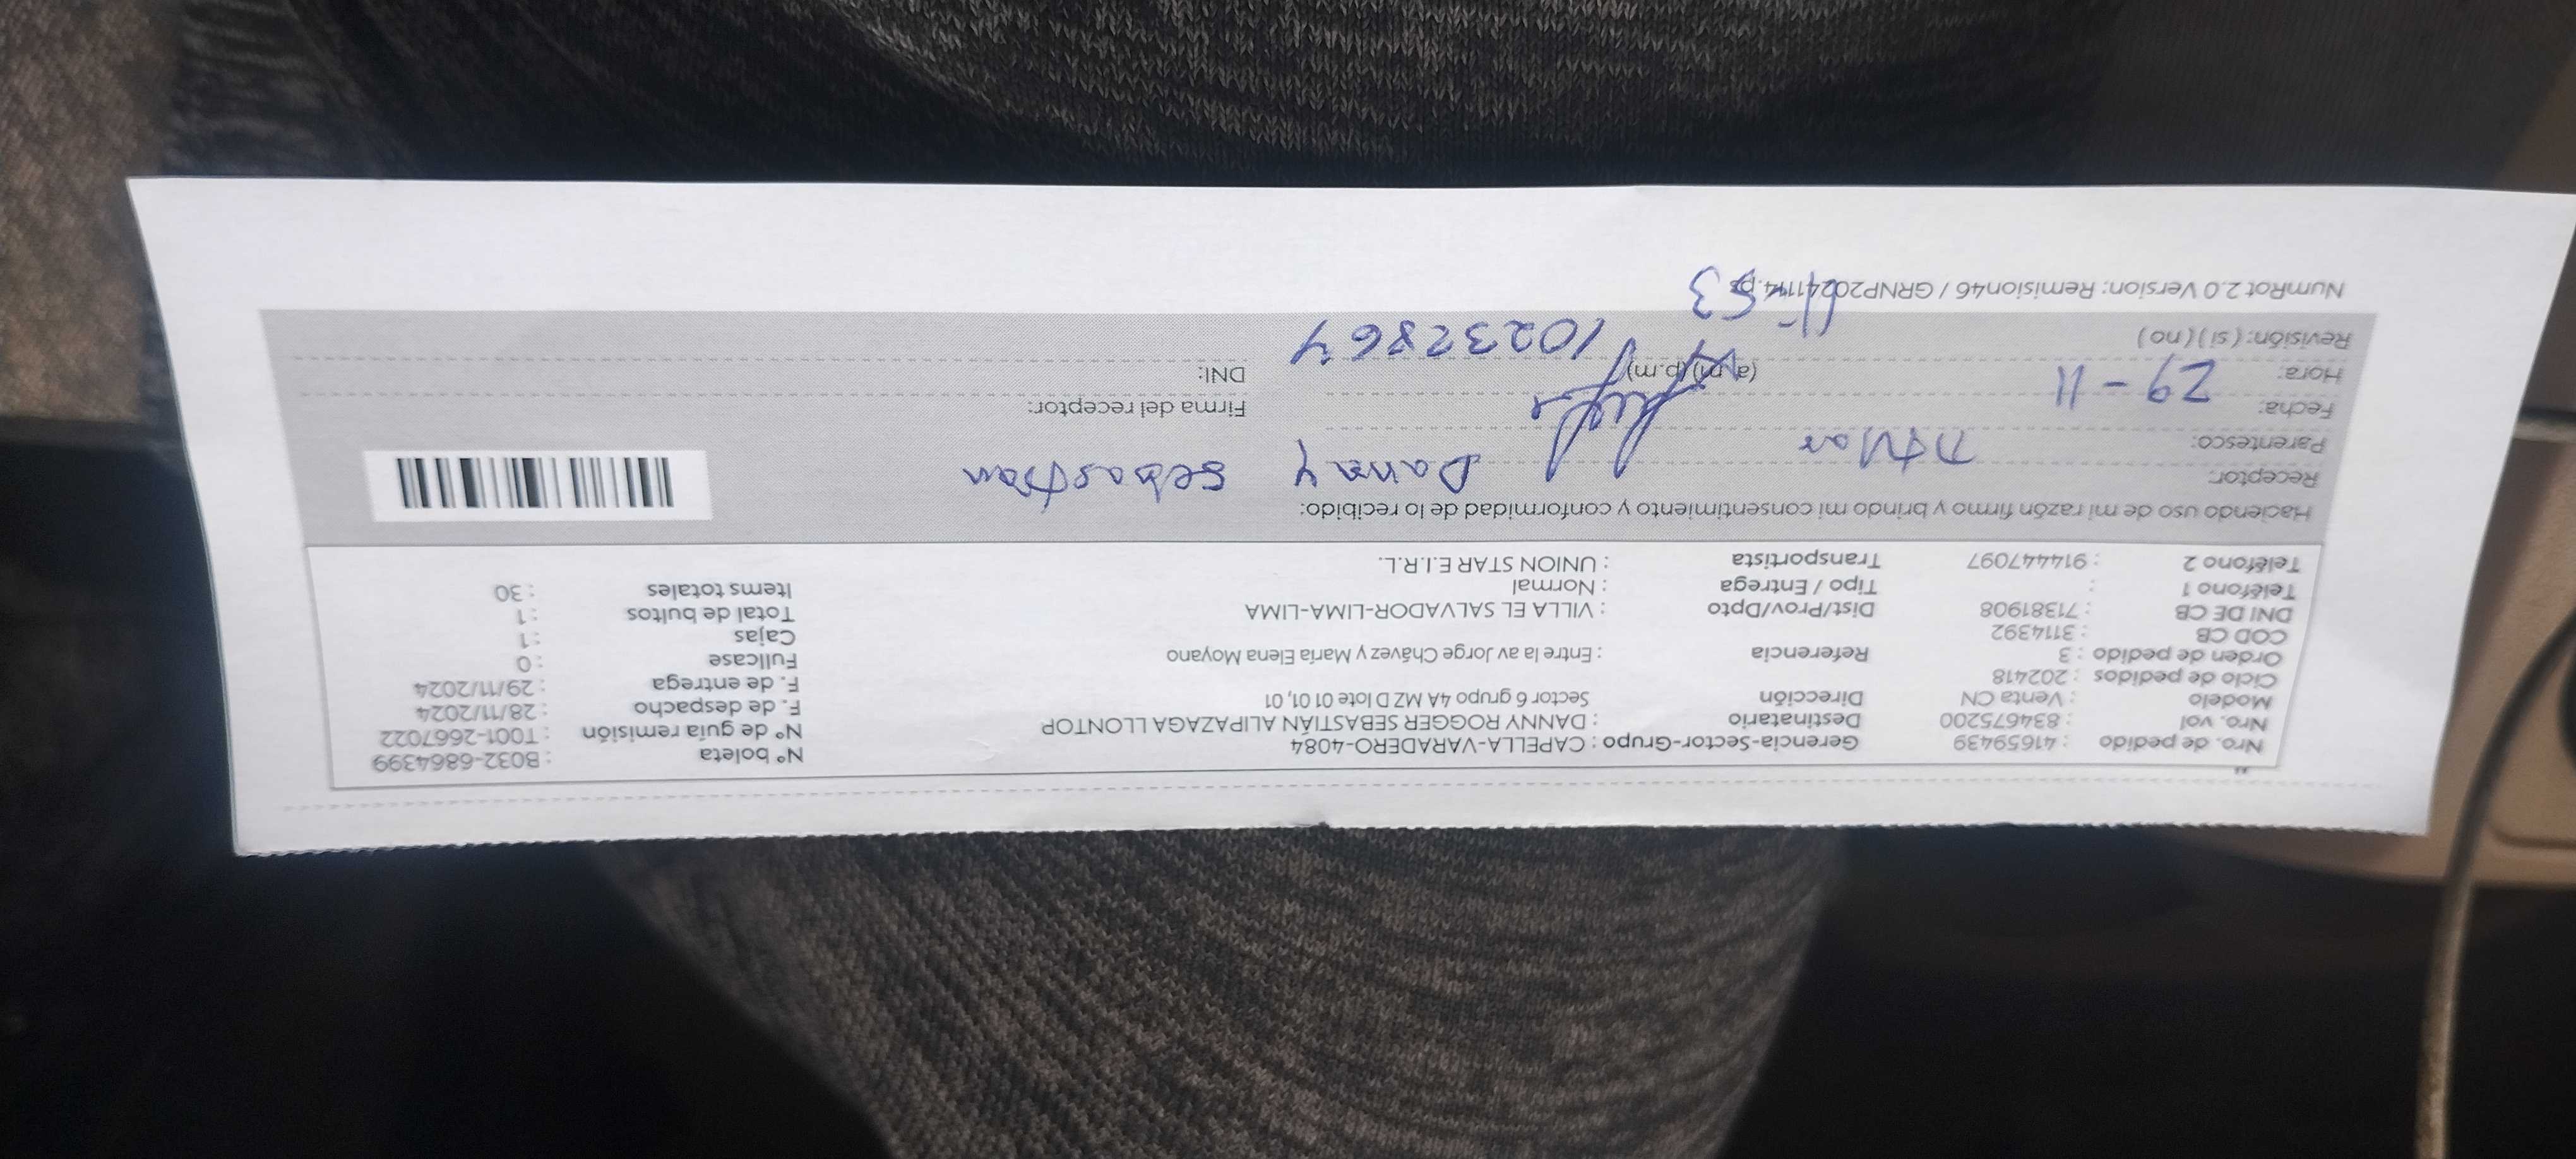 Nro. de pedido : 41659439 Gerencia-Sector-Grupo : CAPELLA-VARADERO-4084 N° boleta : B032-6864399
Nro. vol : 834675200 Destinatario : DANNY ROGGER SEBASTIÁN ALIPAZAGA LLONTOP N° de guía remisión : T001-2667022
Modelo : Venta CN Dirección Sector 6 grupo 4A MZ D lote 01 01, 01 F. de despacho : 28/11/2024
Ciclo de pedidos : 202418 F. de entrega : 29/11/2024
Orden de pedido : 3 Referencia : Entre la av Jorge Chávez y María Elena Moyano Fullcase : 0
COD CB : 3114392 Cajas : 1
DNI DE CB : 71381908 Dist/Prov/Dpto : VILLA EL SALVADOR-LIMA-LIMA Total de bultos : 1
Teléfono 1 : Tipo / Entrega : Normal Items totales : 30
Teléfono 2 : 914447097 Transportista : UNION STAR E.I.R.L.
Haciendo uso de mi razón firmo y brindo mi consentimiento y conformidad de lo recibido:
Receptor: Danny Sebastian
Parentesco: Titular
Fecha: 29-11 Firma del receptor:
Hora: (a.m) (p.m) DNI: 10232867
Revisión: ( si ) ( no ) 11:53
NumRot 2.0 Version: Remision46 / GRNP20241114.ps